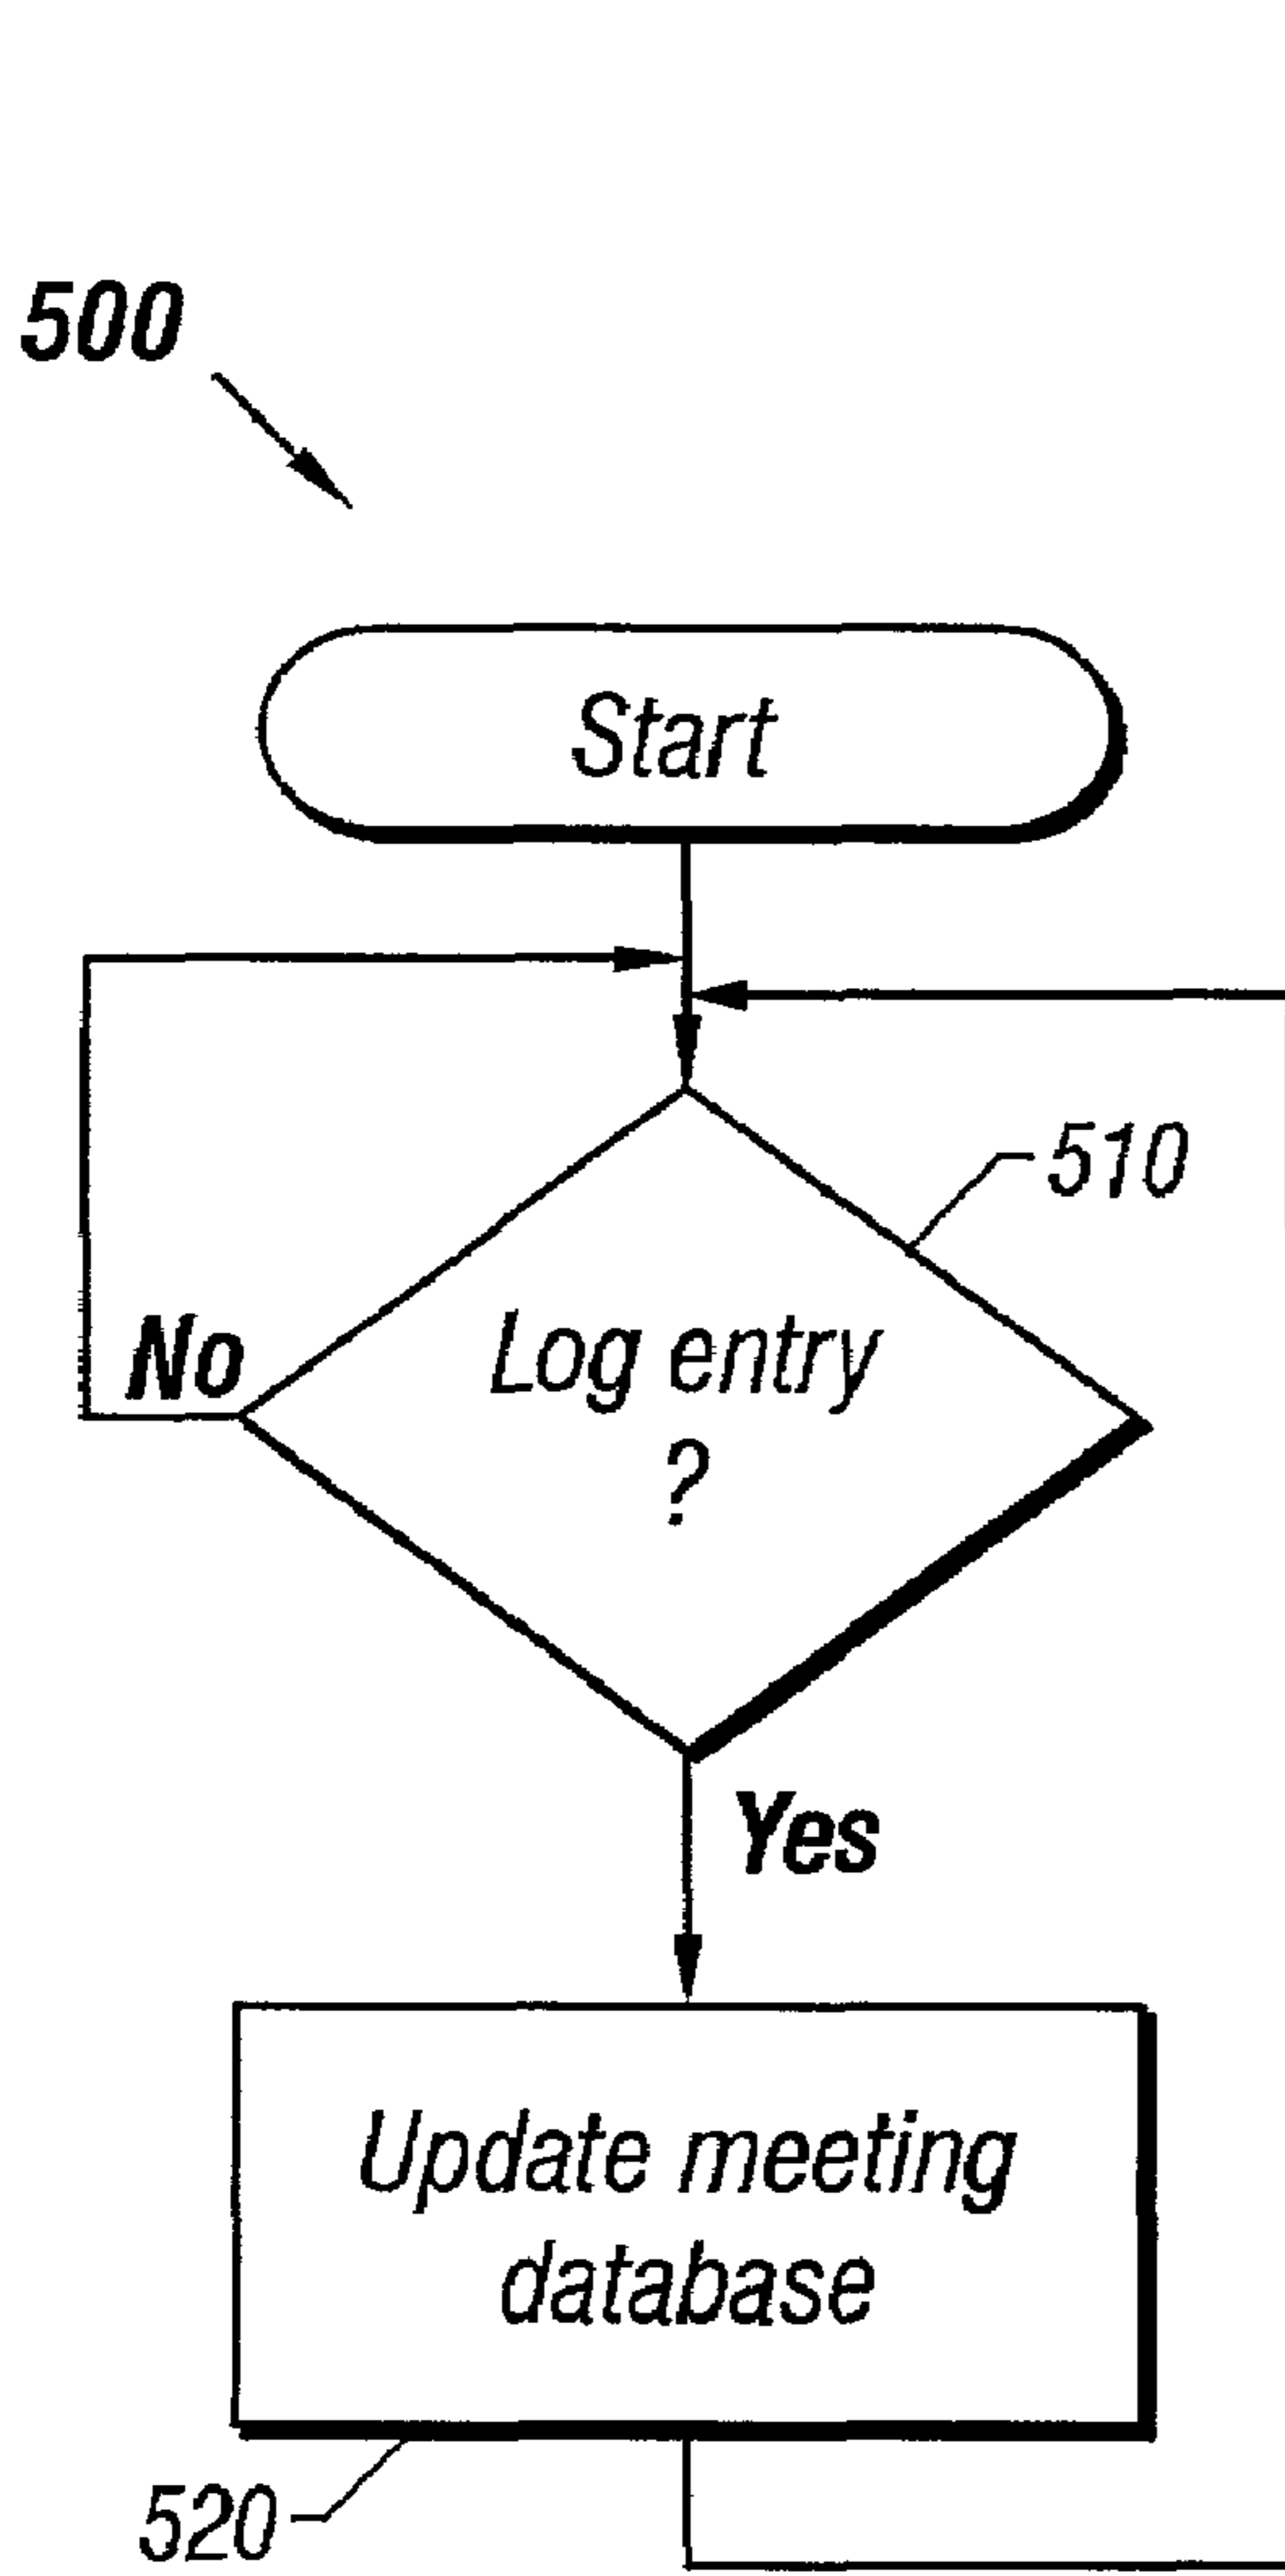 500
Start
510
No
Log entry
?
Yes
Update meeting
database
520